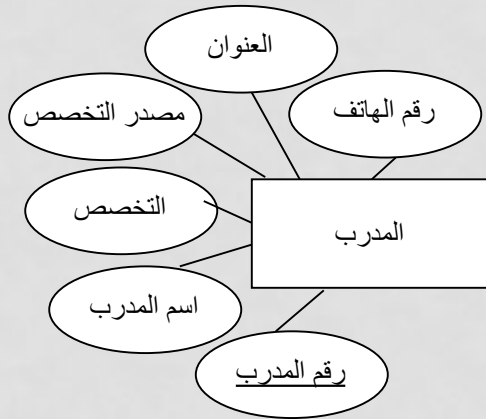 العنوان
رقم الهاتف
مصدر التخصص
التخصص
المدرب
اسم المدرب
رقم المدرب